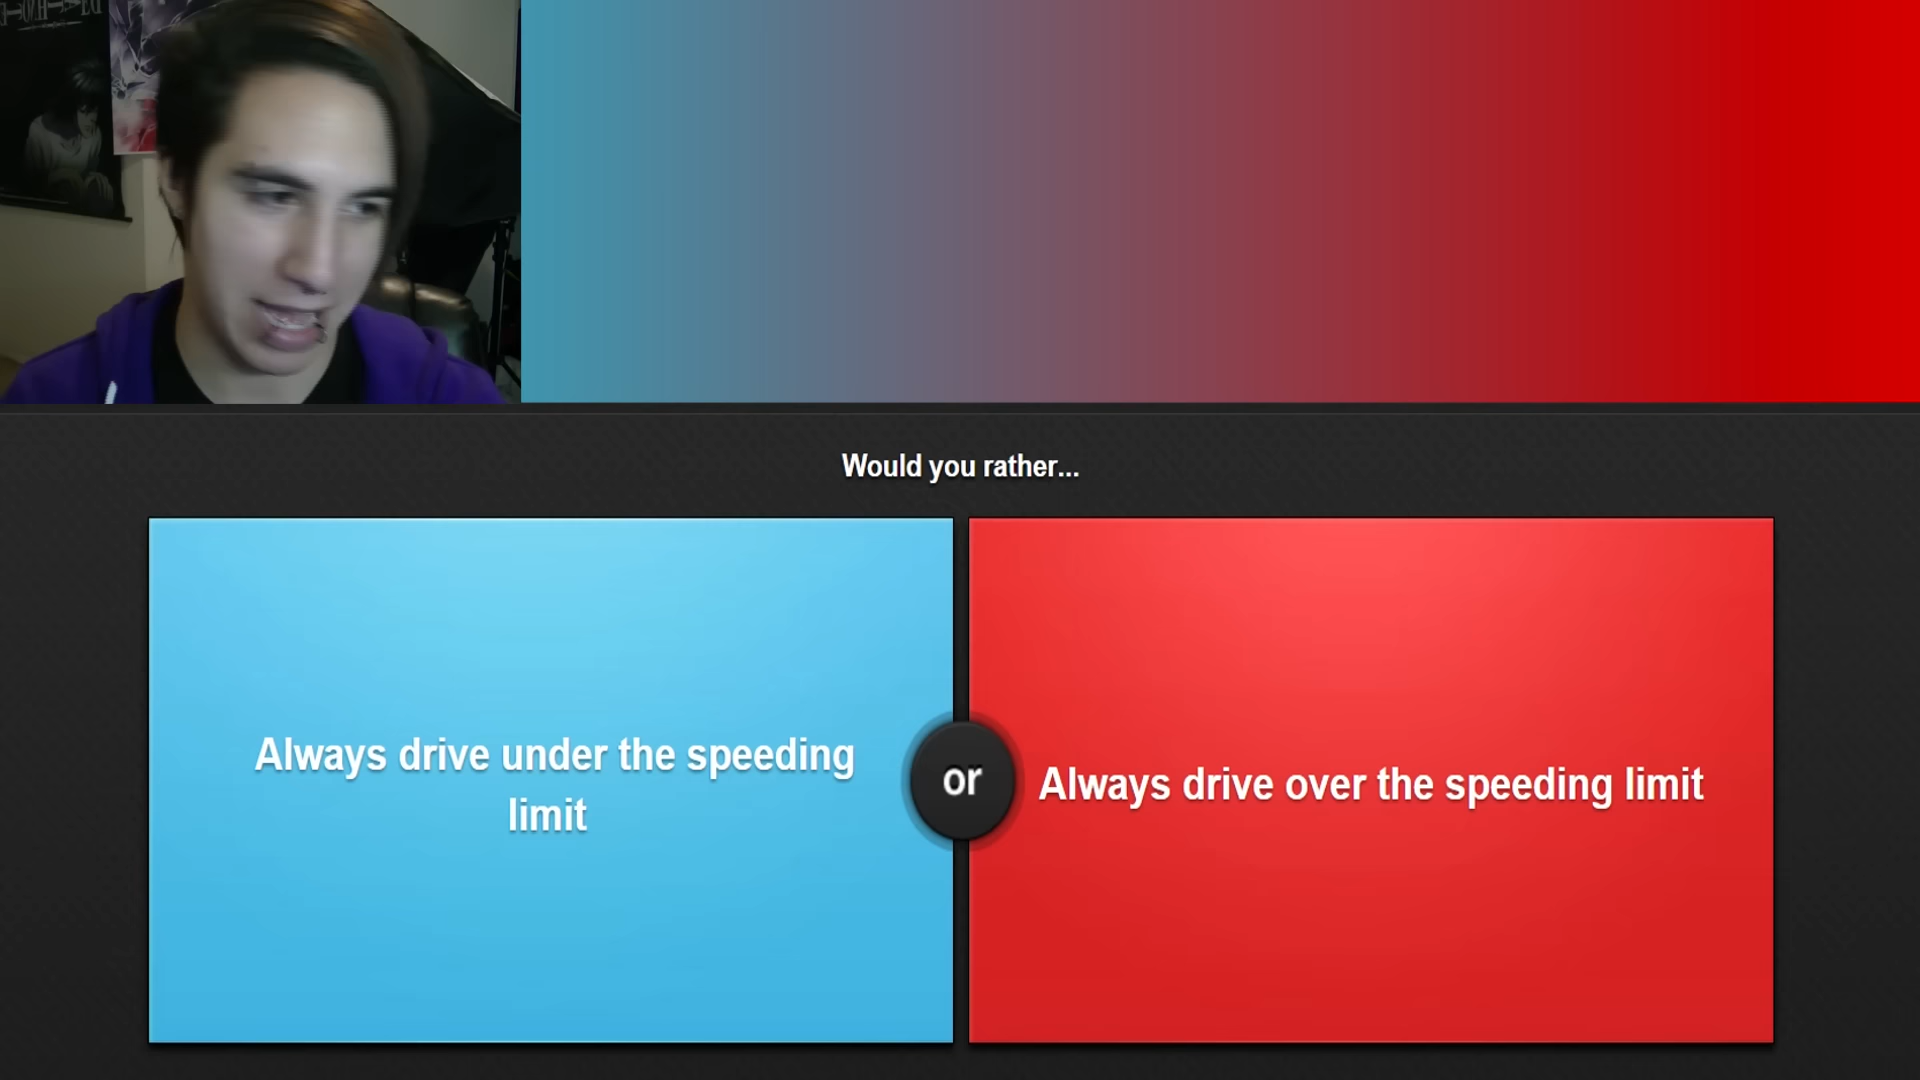 Would you rather...
Always drive under the speeding
limit
or
Always drive over the speeding limit